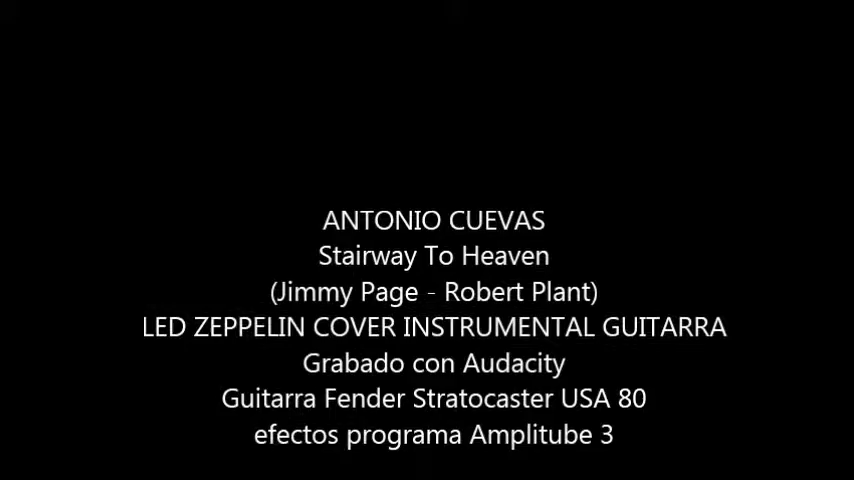 ANTONIO CUEVAS
Stairway To Heaven
(Jimmy Page - Robert Plant)
LED ZEPPELIN COVER INSTRUMENTAL GUITARRA
Grabado con Audacity
Guitarra Fender Stratocaster USA 80
efectos programa Amplitube 3